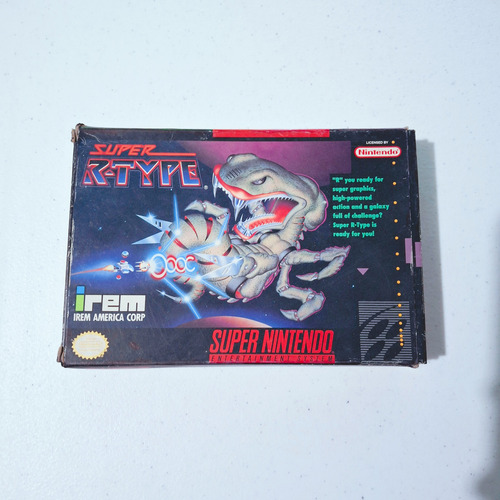 SUPER
R-TYPE
LICENSED BY
Nintendo
"R" you ready for
super graphics,
high-powered
action and a galaxy
full of challenge?
Super R-Type is
ready for you!
irem
IREM AMERICA CORP
SUPER NINTENDO
ENTERTAINMENT SYSTEM